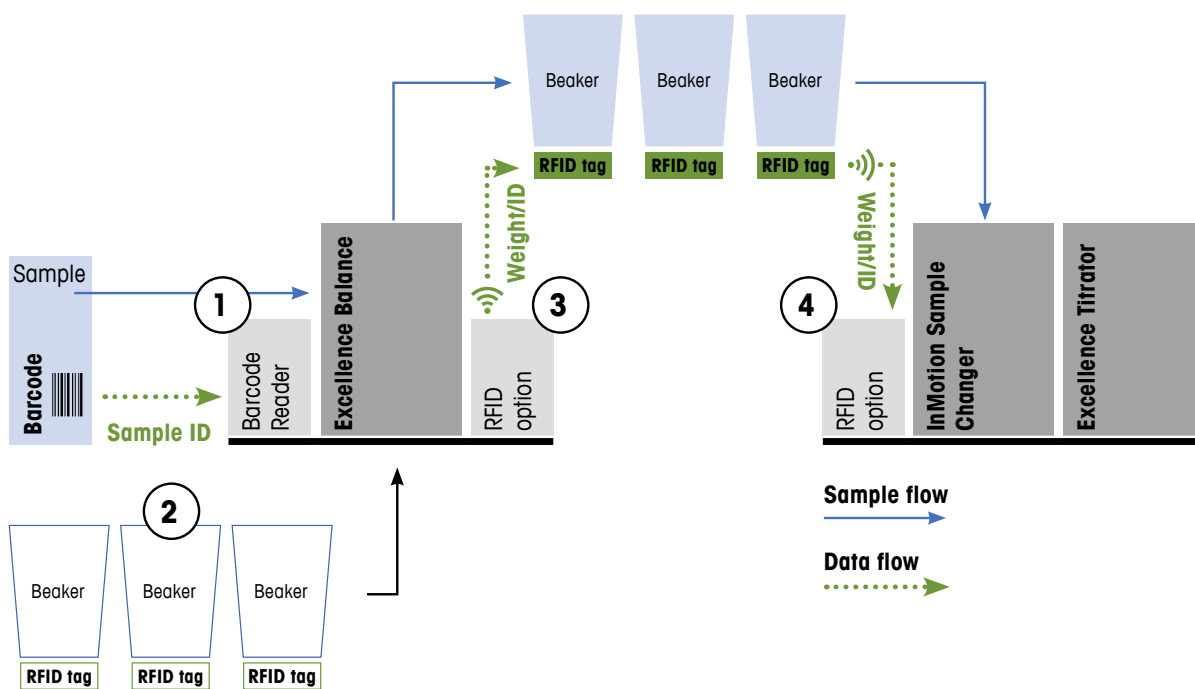 Beaker
Beaker
Beaker
RFID tag
RFID tag
RFID tag
Weight/ID
Weight/ID
Sample
Barcode
Sample ID
1
Barcode
Reader
Excellence Balance
RFID
option
3
4
RFID
option
InMotion Sample
Changer
Excellence Titrator
2
Beaker
Beaker
Beaker
RFID tag
RFID tag
RFID tag
Sample flow
Data flow